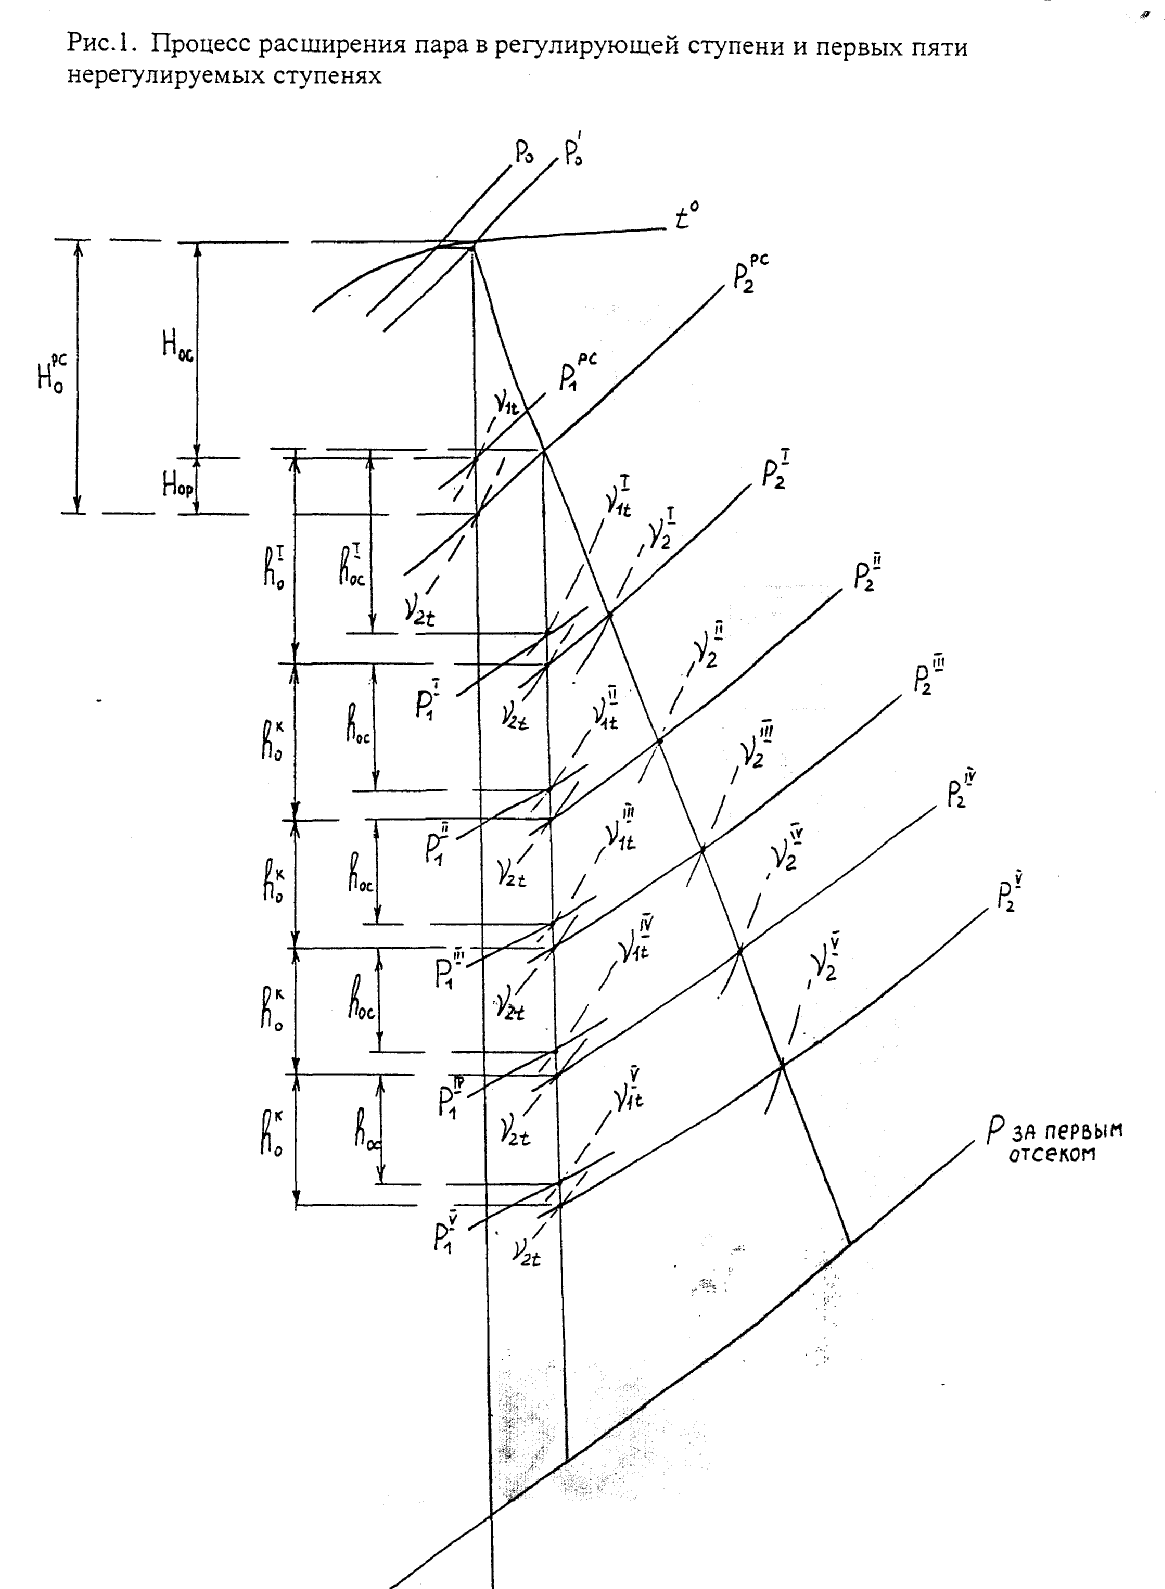 Рис.1. Процесс расширения пара в регулирующей ступени и первых пяти
нерегулируемых ступенях
P₀ P₀′
t⁰
P₂ᴾᶜ
H₀ᴾᶜ
H₀c
P₁ᴾᶜ
V₁t
H₀p
P₂ᴵ
V₁tᴵ
V₂ᴵ
h₀ᴵ
h₀cᴵ
V₂t
P₂ᴵᴵ
V₂ᴵᴵ
P₁ᴵ
V₂t
V₁tᴵᴵ
P₂ᴵᴵᴵ
h₀ᴷ
h₀c
V₂ᴵᴵᴵ
P₂ᴵⱽ
P₁ᴵᴵ
V₁tᴵᴵᴵ
V₂ᴵⱽ
h₀ᴷ
h₀c
V₂t
P₂ⱽ
P₁ᴵᴵᴵ
V₁tᴵⱽ
V₂ⱽ
h₀ᴷ
h₀c
V₂t
P₁ᴵⱽ
V₁tⱽ
h₀ᴷ
h₀c
V₂t
P за первым
отсеком
P₁ⱽ
V₂t